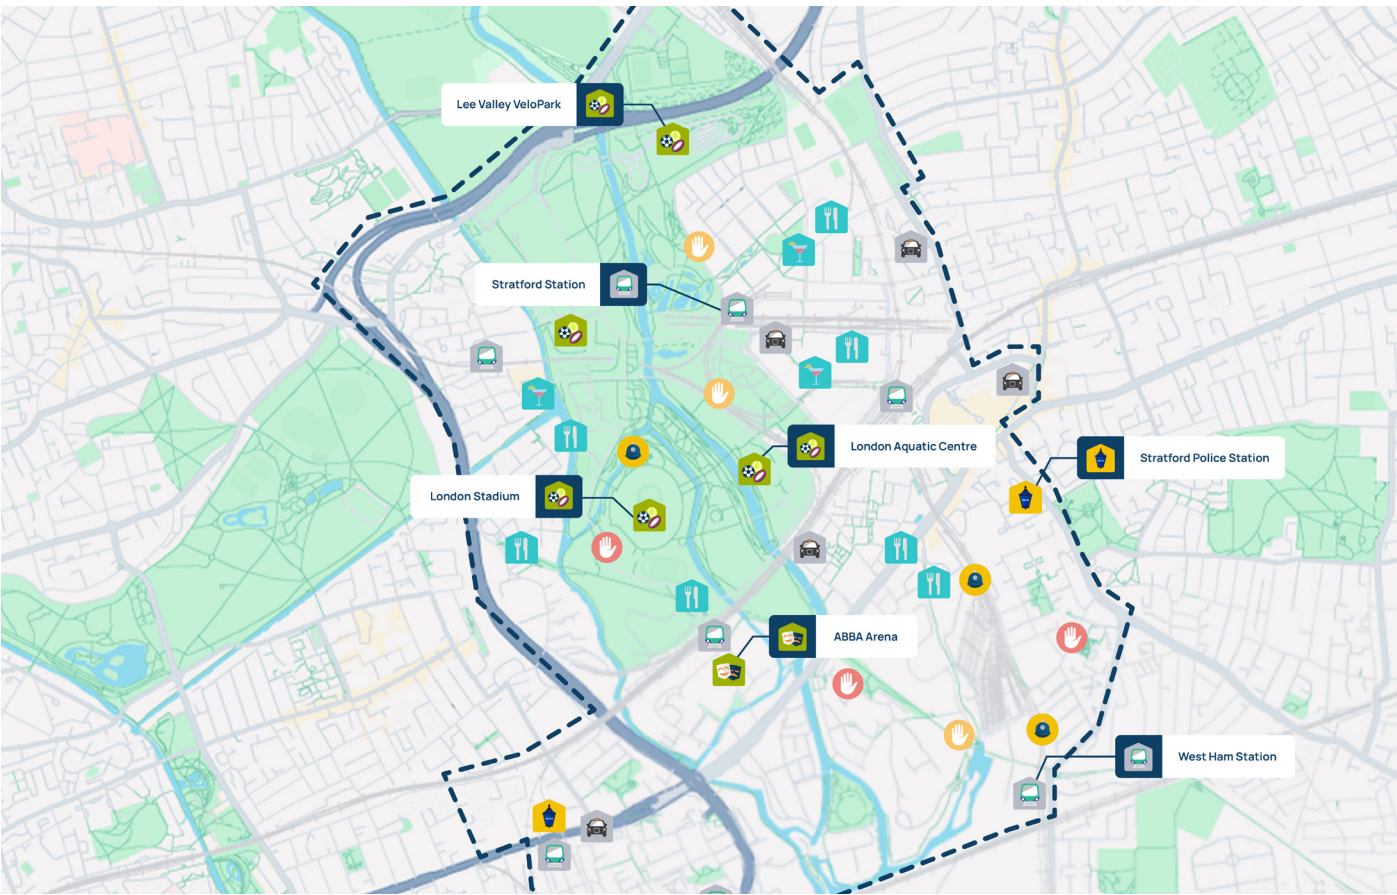 Lee Valley VeloPark
Stratford Station
London Aquatic Centre
Stratford Police Station
London Stadium
ABBA Arena
West Ham Station